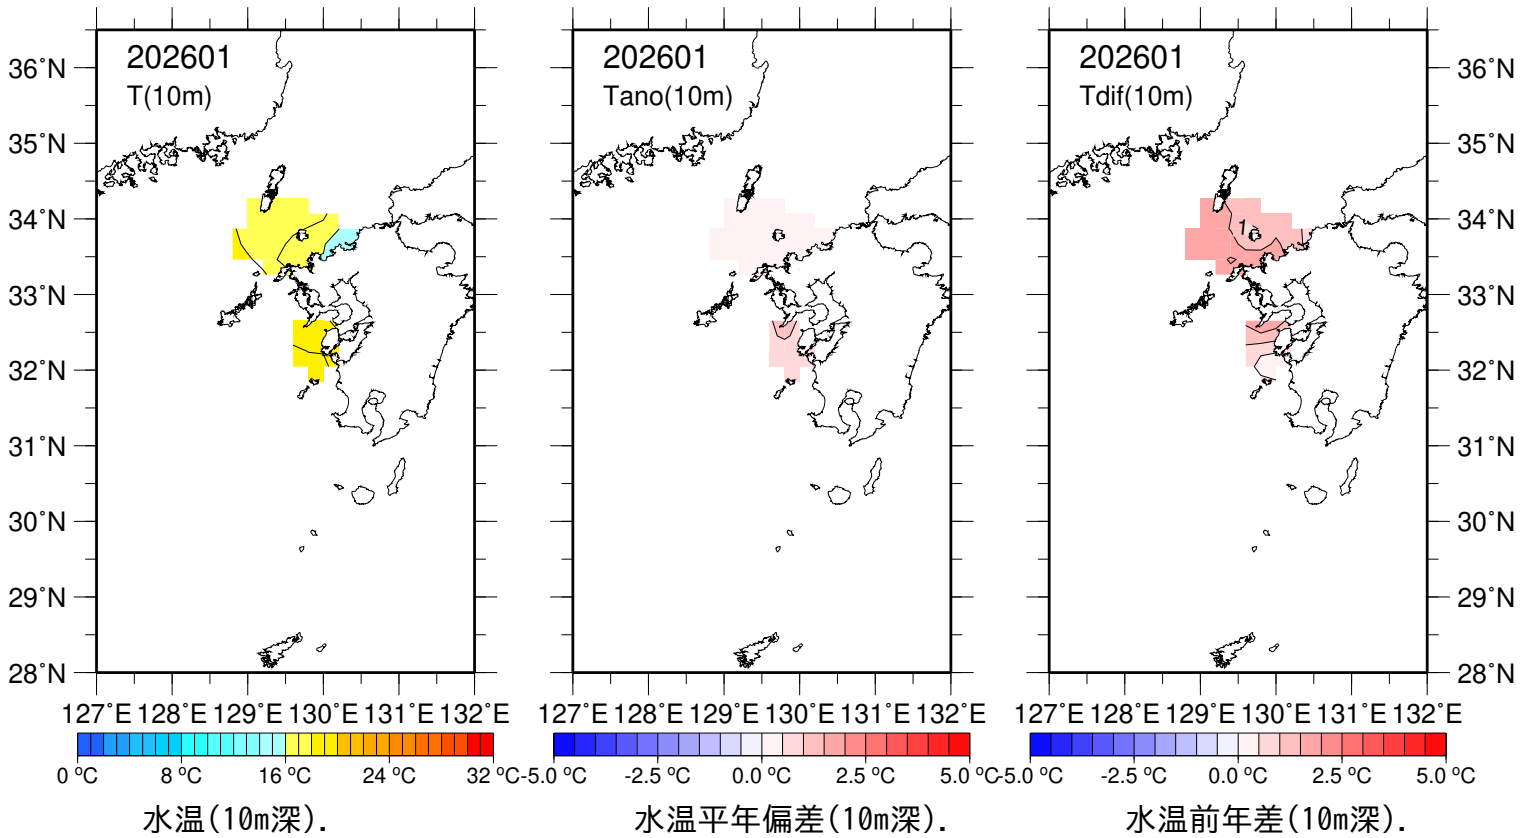 202601
T(10m)
36°N
35°N
34°N
33°N
32°N
31°N
30°N
29°N
28°N
127°E 128°E 129°E 130°E 131°E 132°E
0 °C 8 °C 16 °C 24 °C 32 °C
水温(10m深).
202601
Tano(10m)
127°E 128°E 129°E 130°E 131°E 132°E
-5.0 °C -2.5 °C 0.0 °C 2.5 °C 5.0 °C
水温平年偏差(10m深).
202601
Tdif(10m)
1
36°N
35°N
34°N
33°N
32°N
31°N
30°N
29°N
28°N
127°E 128°E 129°E 130°E 131°E 132°E
-5.0 °C -2.5 °C 0.0 °C 2.5 °C 5.0 °C
水温前年差(10m深).